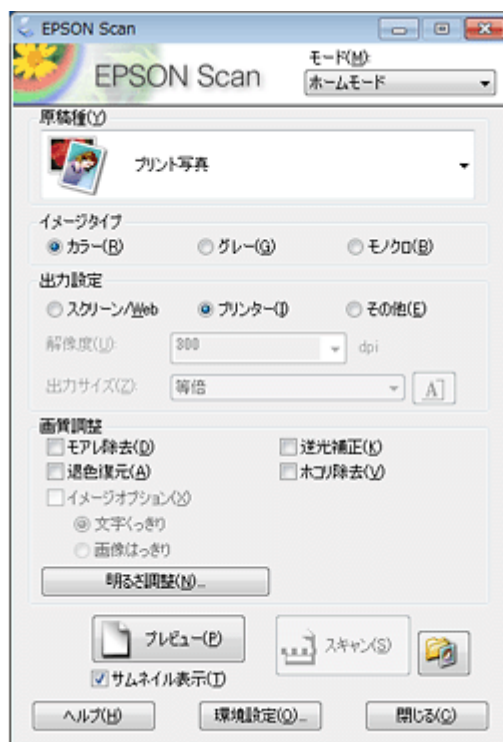 EPSON Scan
EPSON Scan
モード(M):
ホームモード
原稿種(Y)
プリント写真
イメージタイプ
カラー(R) グレー(G) モノクロ(B)
出力設定
スクリーン/Web プリンター(I) その他(E)
解像度(U): 300 dpi
出力サイズ(Z): 等倍 A
画質調整
モアレ除去(D) 逆光補正(K)
退色復元(A) ホコリ除去(V)
イメージオプション(X)
文字くっきり
画像はっきり
明るさ調整(N)...
プレビュー(P) スキャン(S)
サムネイル表示(T)
ヘルプ(H) 環境設定(O)... 閉じる(C)